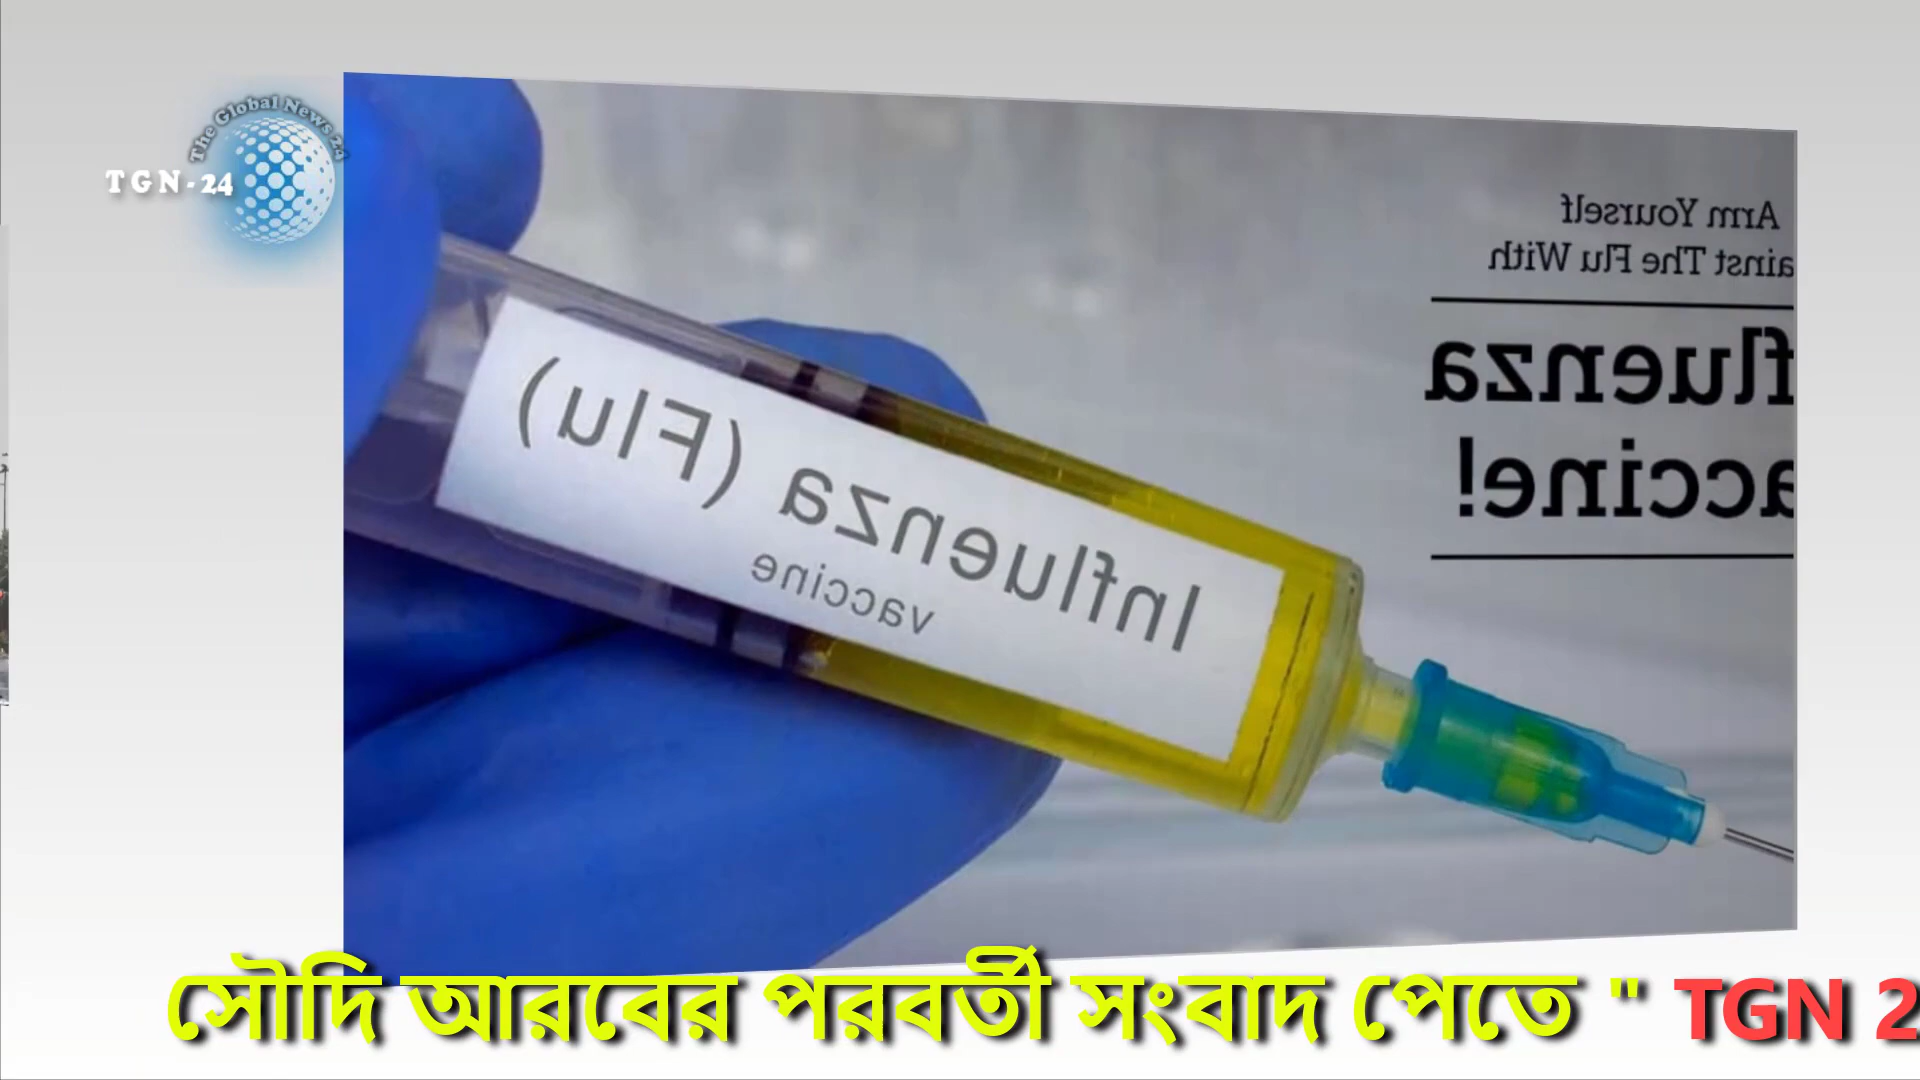 The Global News 24
TGN-24
Arm Yourself
ainst The Flu With
fluenza
accine!
Influenza (Flu)
vaccine
সৌদি আরবের পরবর্তী সংবাদ পেতে " TGN 2